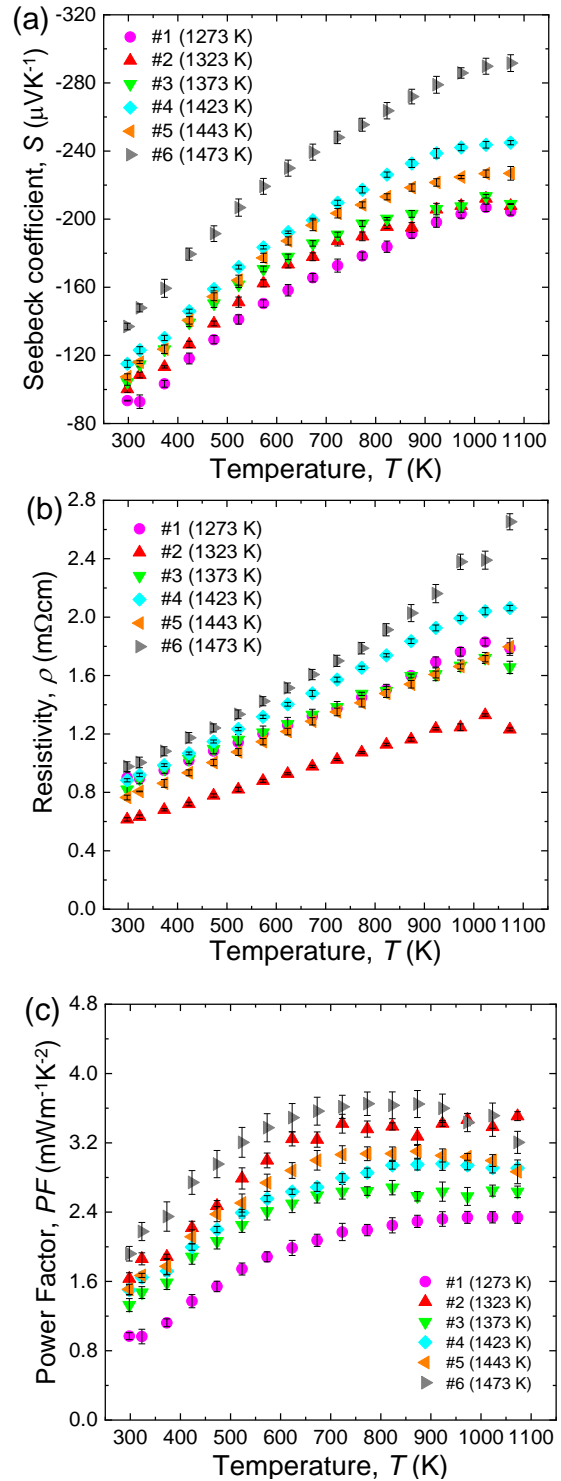 (a)
-320
-280
-240
-200
-160
-120
-80
Seebeck coefficient, S (μVK⁻¹)
#1 (1273 K)
#2 (1323 K)
#3 (1373 K)
#4 (1423 K)
#5 (1443 K)
#6 (1473 K)
300 400 500 600 700 800 900 1000 1100
Temperature, T (K)
(b)
2.8
2.4
2.0
1.6
1.2
0.8
0.4
0.0
Resistivity, ρ (mΩcm)
#1 (1273 K)
#2 (1323 K)
#3 (1373 K)
#4 (1423 K)
#5 (1443 K)
#6 (1473 K)
300 400 500 600 700 800 900 1000 1100
Temperature, T (K)
(c)
4.8
4.0
3.2
2.4
1.6
0.8
0.0
Power Factor, PF (mWm⁻¹K⁻²)
#1 (1273 K)
#2 (1323 K)
#3 (1373 K)
#4 (1423 K)
#5 (1443 K)
#6 (1473 K)
300 400 500 600 700 800 900 1000 1100
Temperature, T (K)